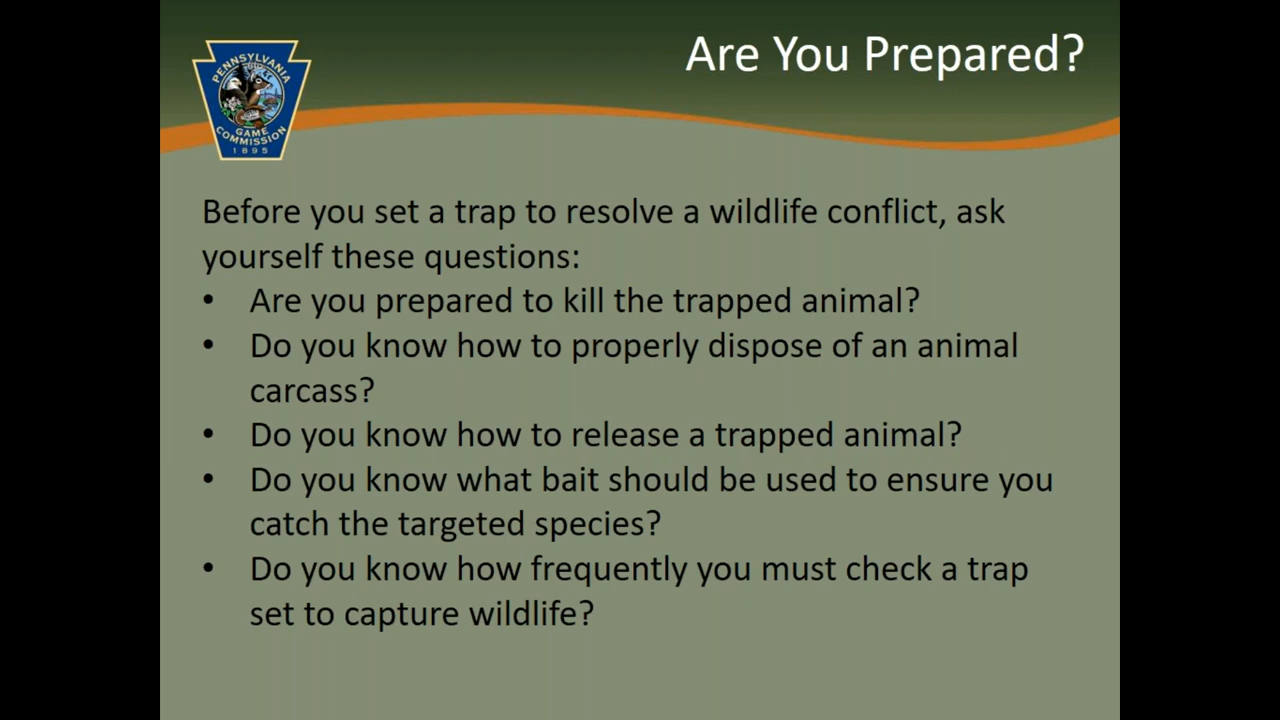 Are You Prepared?
PENNSYLVANIA
GAME
COMMISSION
1895
Before you set a trap to resolve a wildlife conflict, ask
yourself these questions:
• Are you prepared to kill the trapped animal?
• Do you know how to properly dispose of an animal
carcass?
• Do you know how to release a trapped animal?
• Do you know what bait should be used to ensure you
catch the targeted species?
• Do you know how frequently you must check a trap
set to capture wildlife?